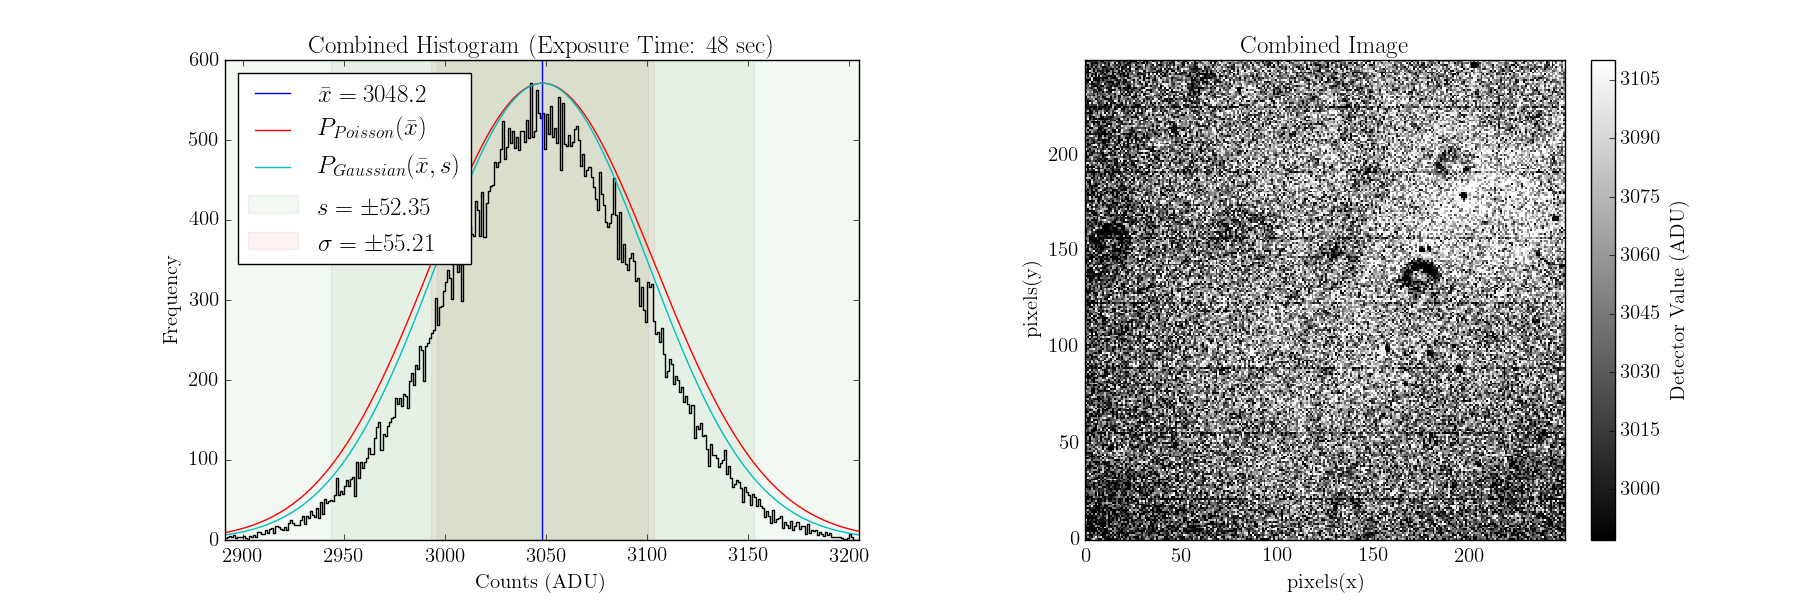 Combined Histogram (Exposure Time: 48 sec)
x̄ = 3048.2
P_Poisson(x̄)
P_Gaussian(x̄, s)
s = ±52.35
σ = ±55.21
600
500
400
300
200
100
0
Frequency
2900 2950 3000 3050 3100 3150 3200
Counts (ADU)
Combined Image
200
150
100
50
0
pixels(y)
0 50 100 150 200
pixels(x)
3105
3090
3075
3060
3045
3030
3015
3000
Detector Value (ADU)